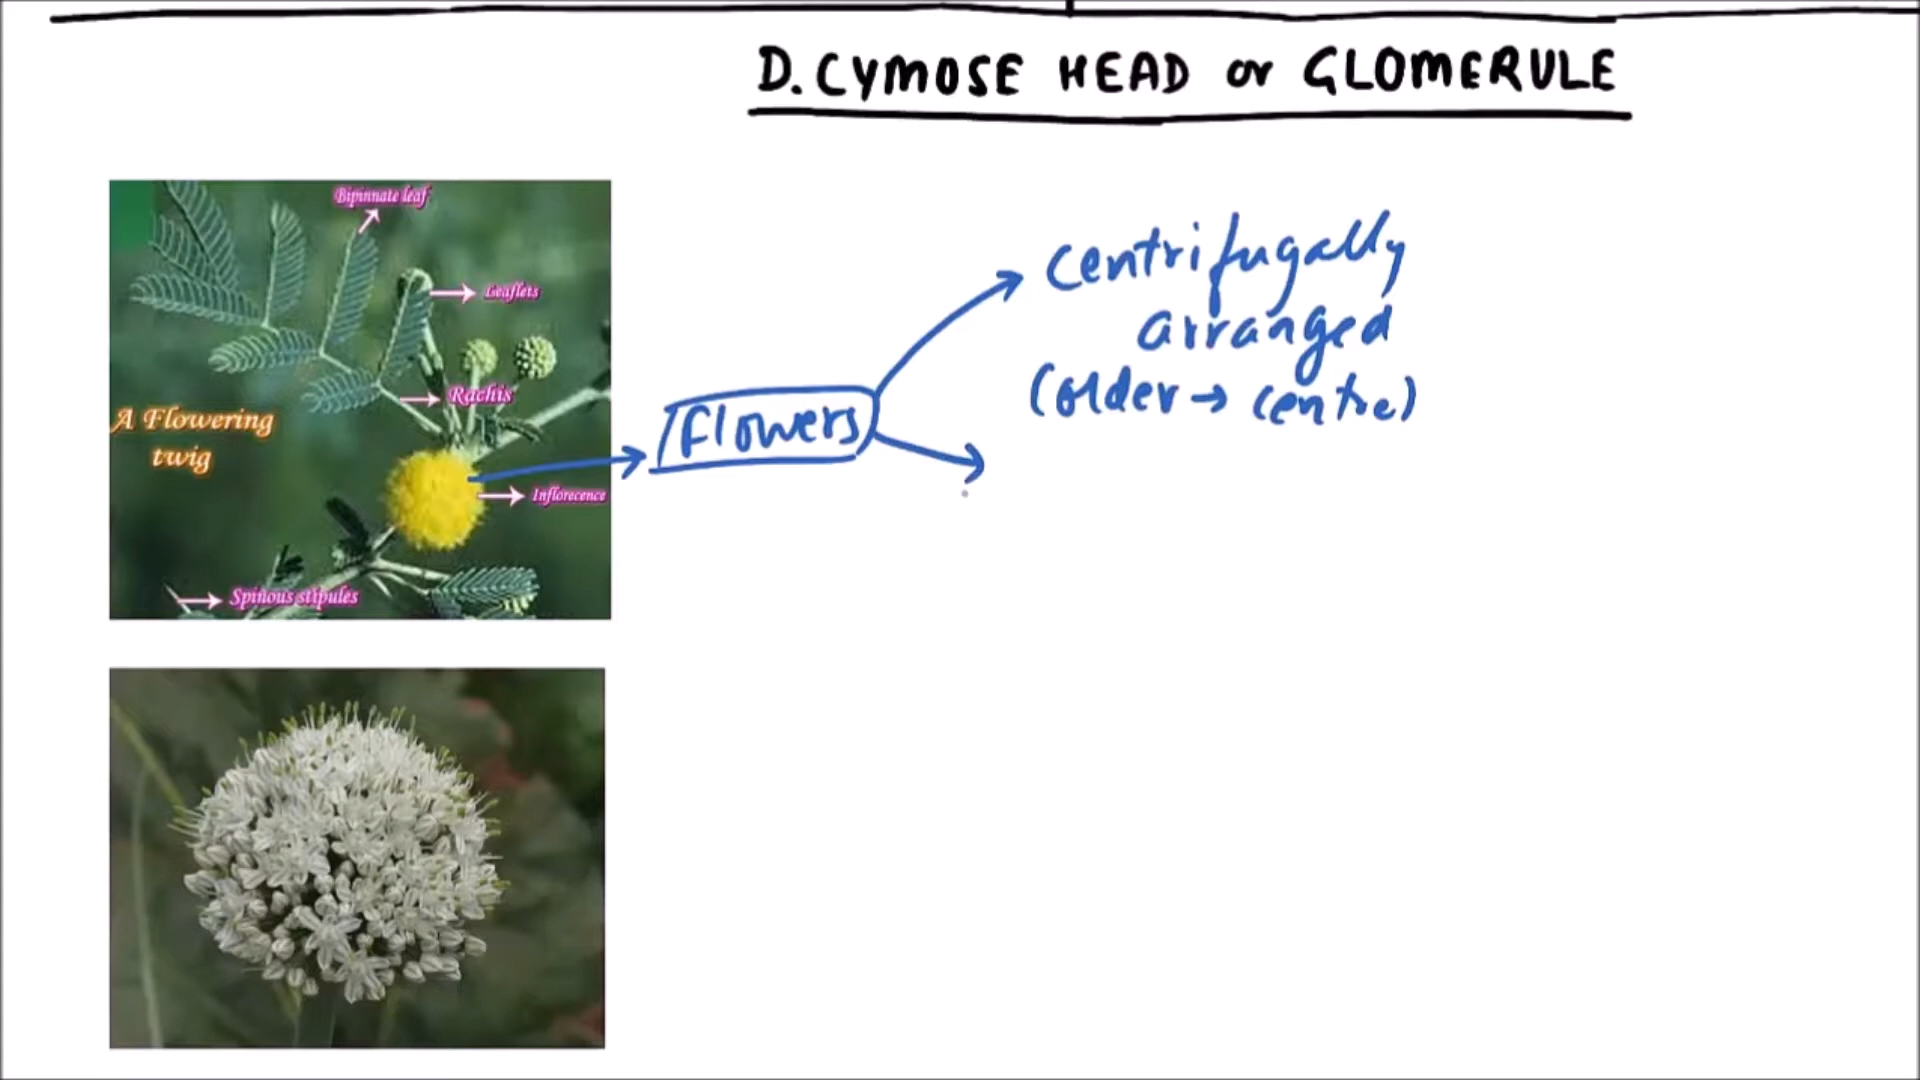 D. CYMOSE HEAD or GLOMERULE
Bipinnate leaf
Leaflets
Rachis
A Flowering
twig
Inflorecence
Spinous stipules
Flowers
Centrifugally
arranged
(older → centre)